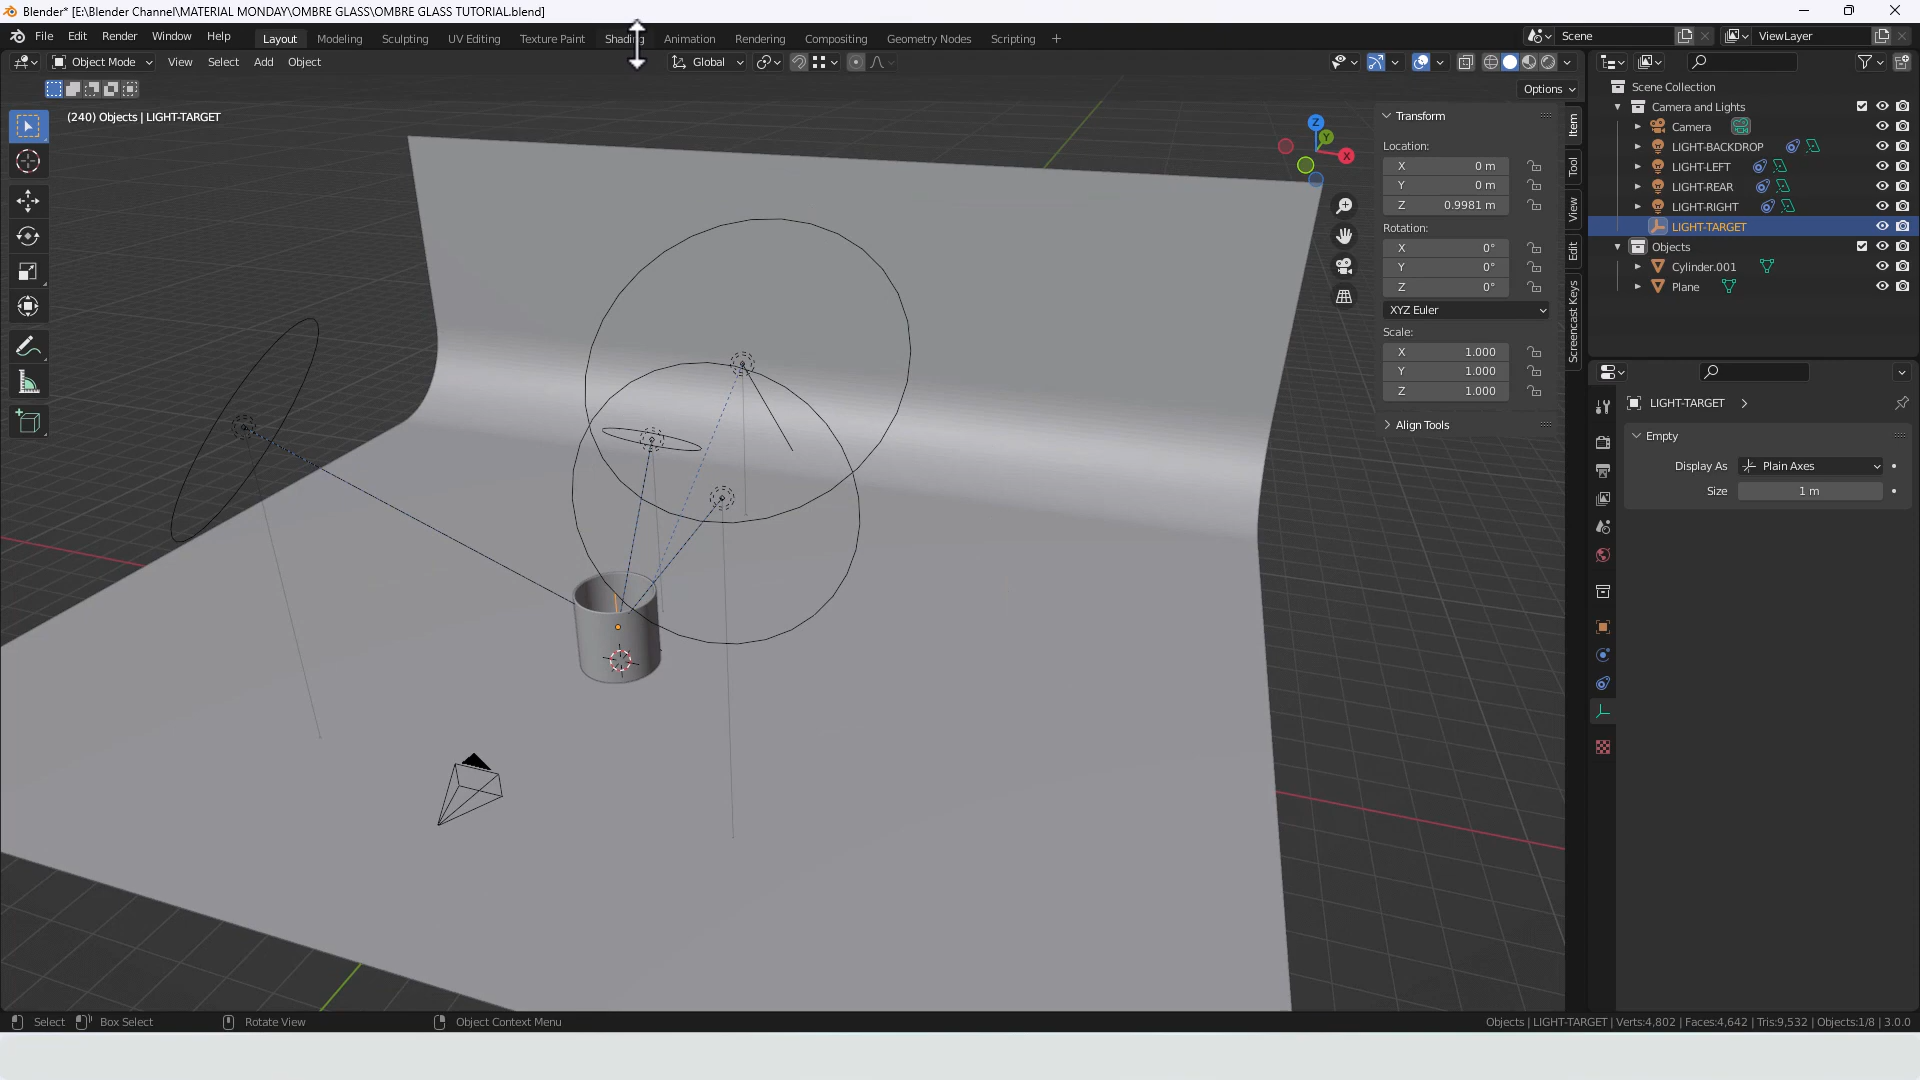 Blender* [E:\Blender Channel\MATERIAL MONDAY\OMBRE GLASS\OMBRE GLASS TUTORIAL.blend]
File Edit Render Window Help Layout Modeling Sculpting UV Editing Texture Paint Shading Animation Rendering Compositing Geometry Nodes Scripting + Scene ViewLayer
Object Mode View Select Add Object Global
Options
(240) Objects | LIGHT-TARGET
Z
Y
X
Transform
Location:
X 0 m
Y 0 m
Z 0.9981 m
Rotation:
X 0°
Y 0°
Z 0°
XYZ Euler
Scale:
X 1.000
Y 1.000
Z 1.000
Align Tools
Item
Tool
View
Edit
Screencast Keys
Scene Collection
Camera and Lights
Camera
LIGHT-BACKDROP
LIGHT-LEFT
LIGHT-REAR
LIGHT-RIGHT
LIGHT-TARGET
Objects
Cylinder.001
Plane
LIGHT-TARGET
Empty
Display As Plain Axes
Size 1 m
Select Box Select Rotate View Object Context Menu
Objects | LIGHT-TARGET | Verts:4,802 | Faces:4,642 | Tris:9,532 | Objects:1/8 | 3.0.0